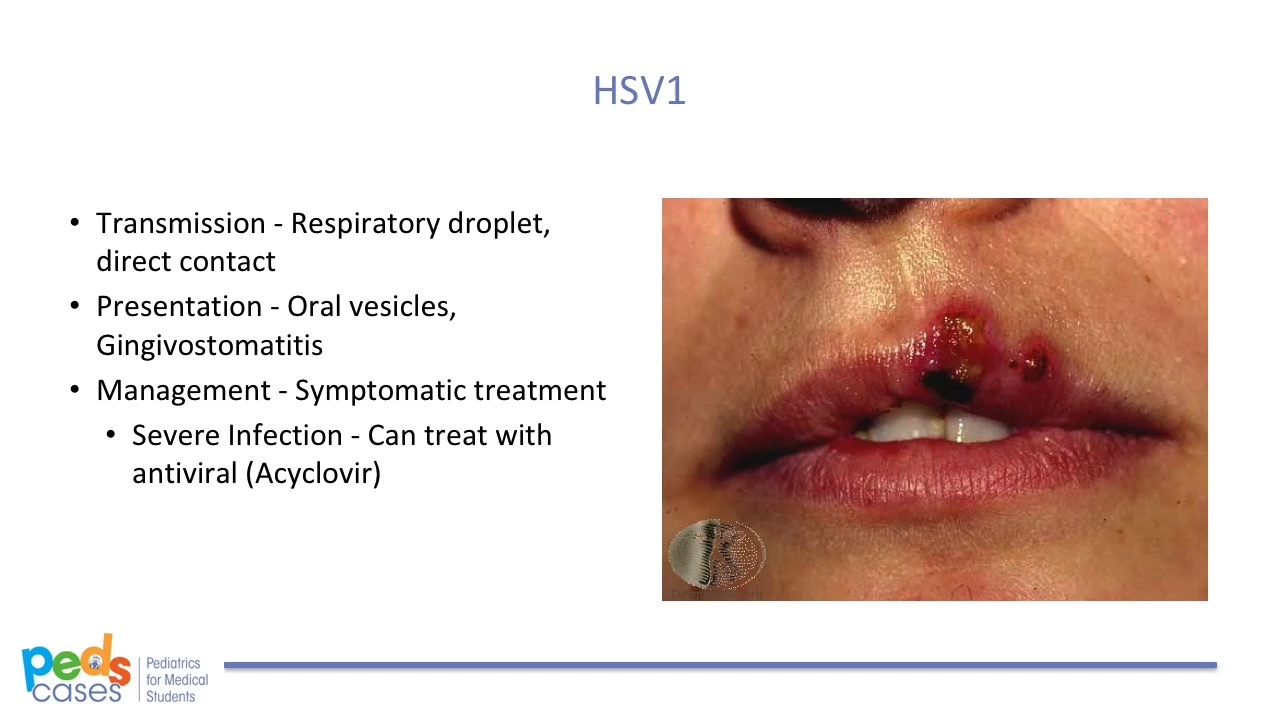 HSV1
• Transmission - Respiratory droplet,
direct contact
• Presentation - Oral vesicles,
Gingivostomatitis
• Management - Symptomatic treatment
• Severe Infection - Can treat with
antiviral (Acyclovir)
peds
cases
Pediatrics
for Medical
Students